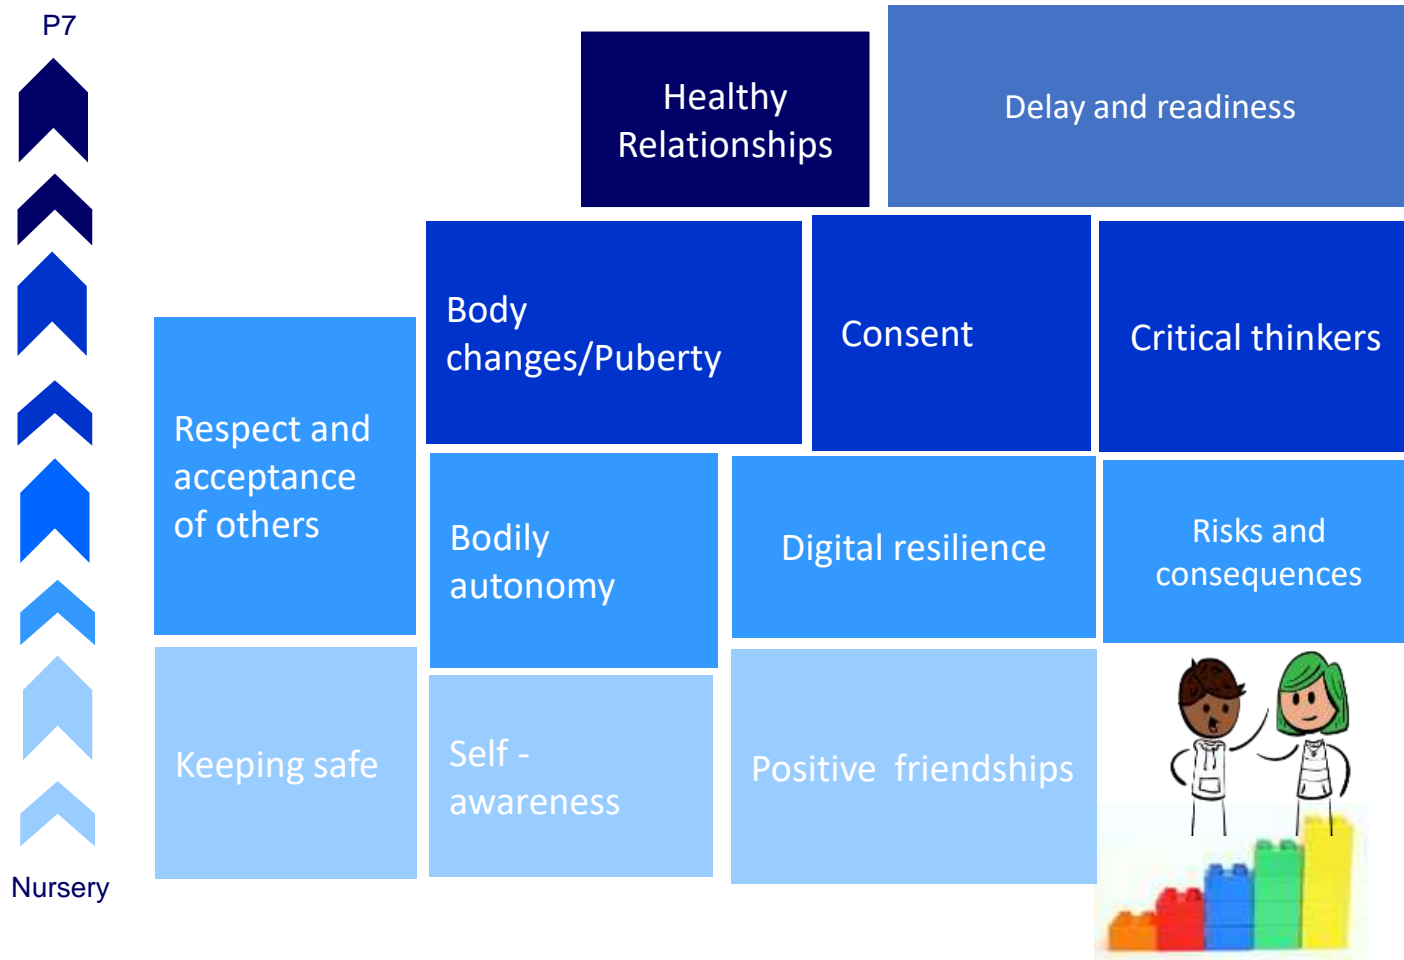 P7
Healthy
Relationships
Delay and readiness
Body
changes/Puberty
Consent
Critical thinkers
Respect and
acceptance
of others
Bodily
autonomy
Digital resilience
Risks and
consequences
Keeping safe
Self -
awareness
Positive  friendships
Nursery